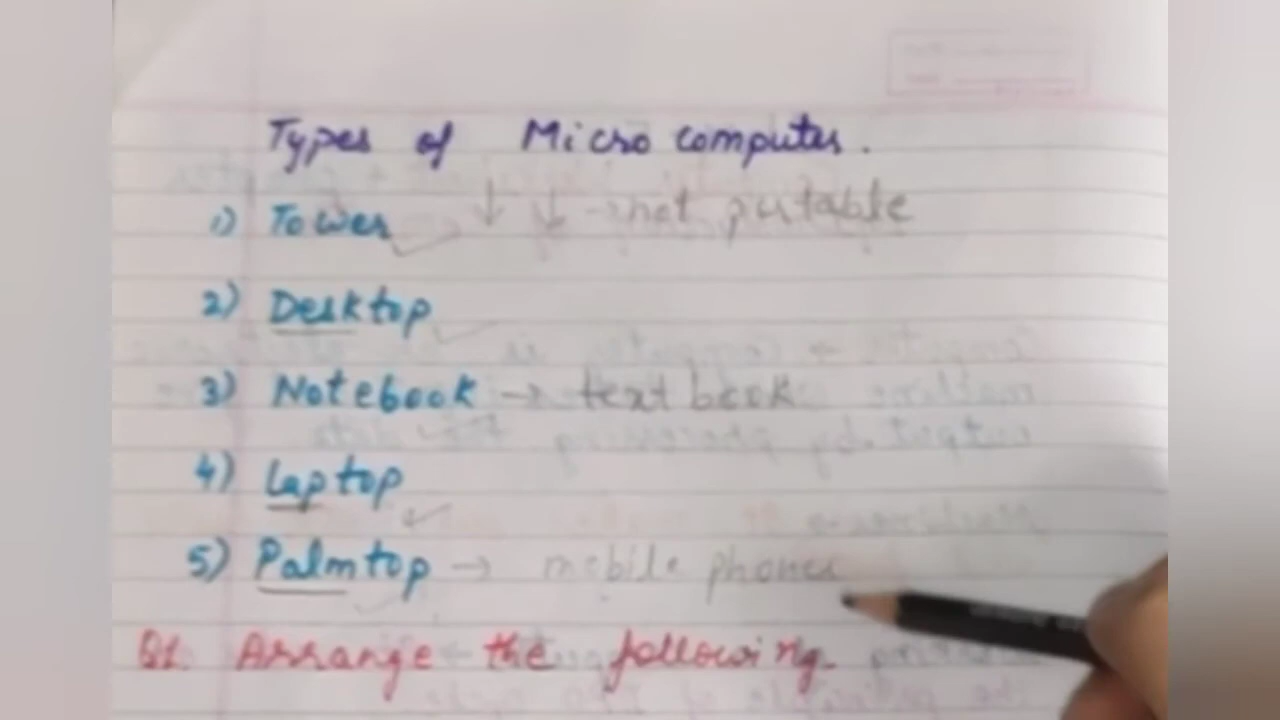 Types of Micro computer.
1) Tower ↓ ↓ → not portable
2) Desktop
3) Notebook → text book
4) Laptop
5) Palmtop → mobile phones
Q1. Arrange the following.